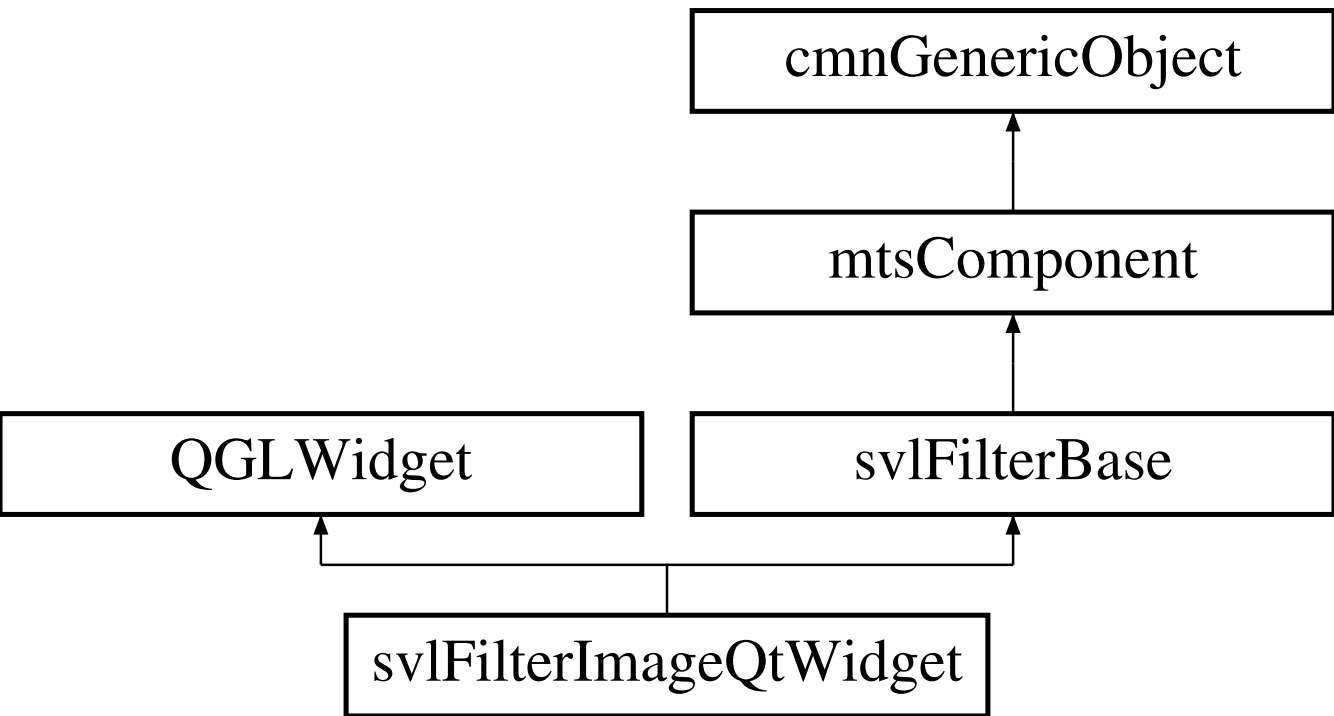 cmnGenericObject
mtsComponent
QGLWidget
svlFilterBase
svlFilterImageQtWidget